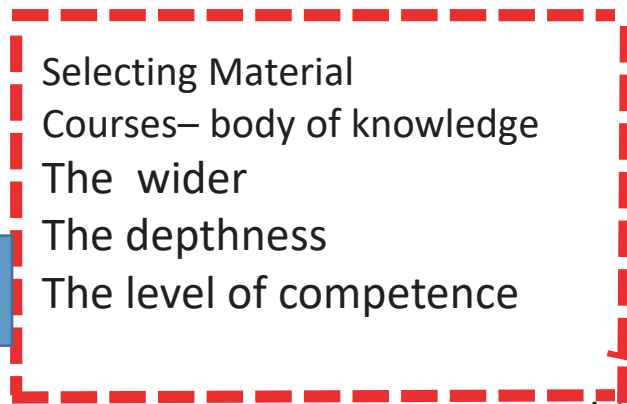 Selecting Material
Courses– body of knowledge
The  wider
The depthness
The level of competence